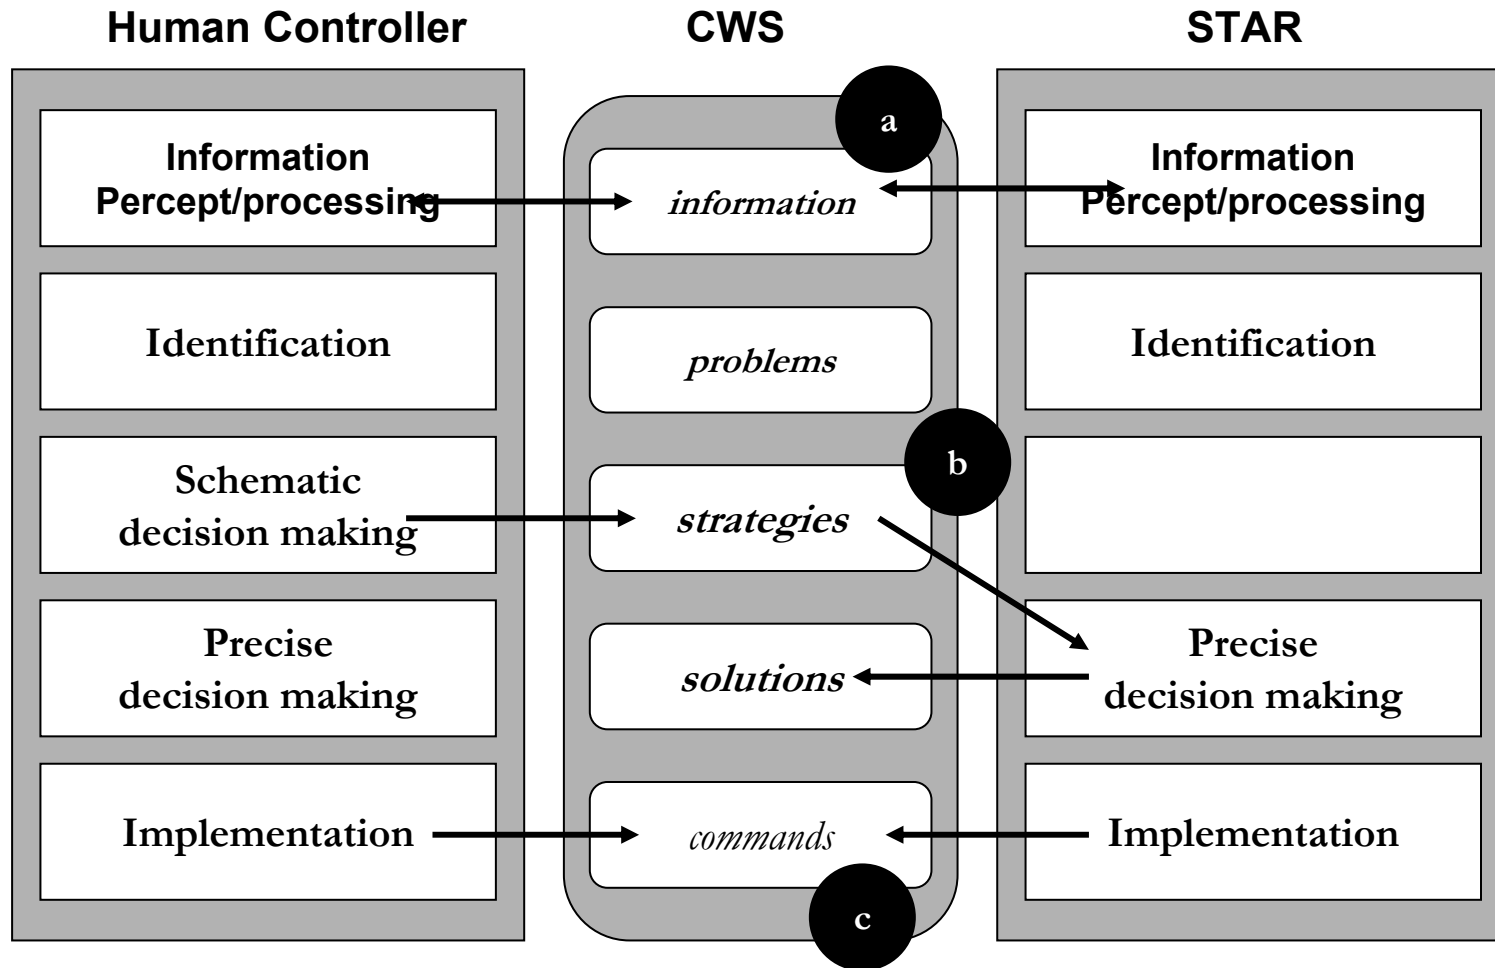 Human Controller
CWS
STAR
a
Information
Percept/processing
information
Information
Percept/processing
Identification
problems
Identification
b
Schematic
decision making
strategies
Precise
decision making
solutions
Precise
decision making
Implementation
commands
Implementation
c